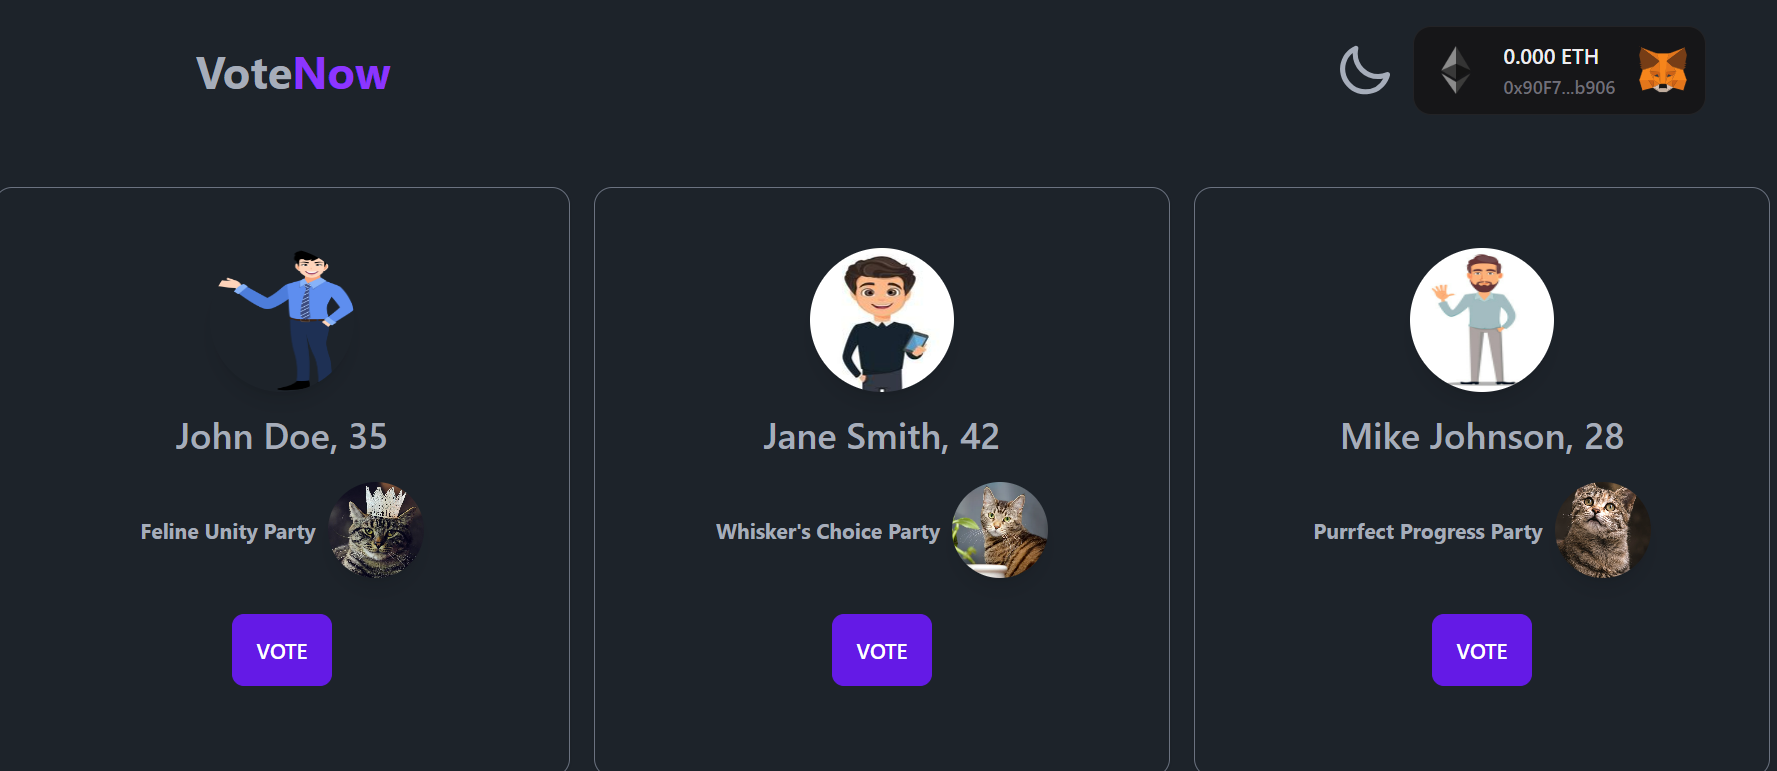 VoteNow
0.000 ETH
0x90F7...b906
John Doe, 35
Feline Unity Party
VOTE
Jane Smith, 42
Whisker's Choice Party
VOTE
Mike Johnson, 28
Purrfect Progress Party
VOTE